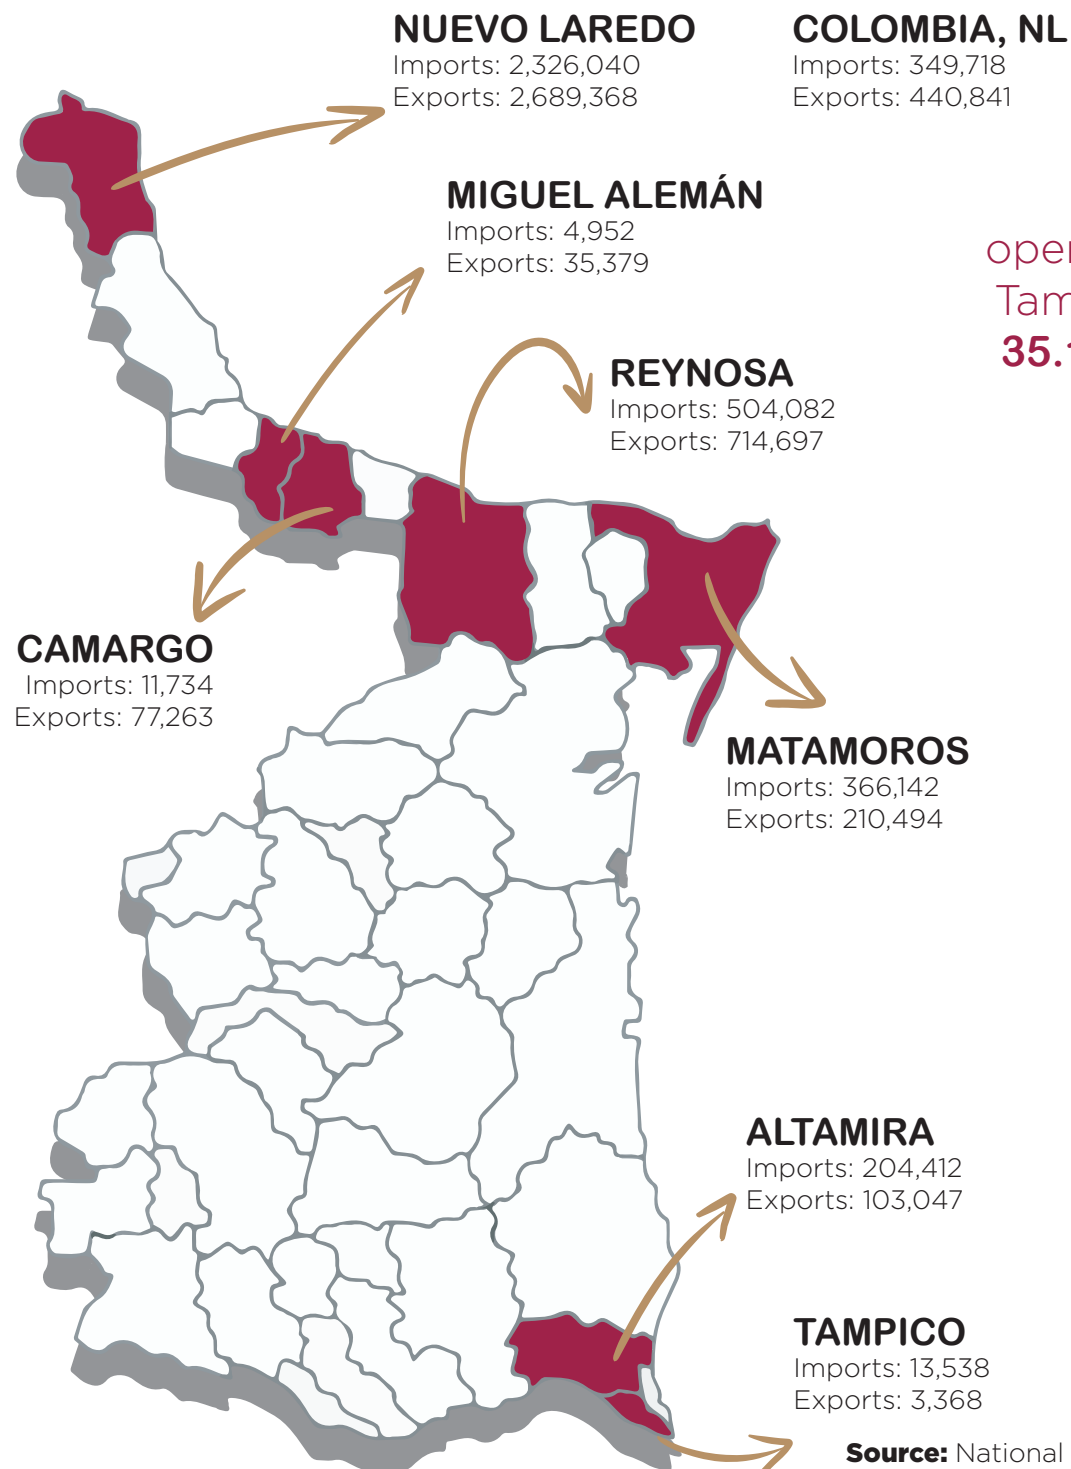 NUEVO LAREDO
Imports: 2,326,040
Exports: 2,689,368
COLOMBIA, NL
Imports: 349,718
Exports: 440,841
MIGUEL ALEMÁN
Imports: 4,952
Exports: 35,379
REYNOSA
Imports: 504,082
Exports: 714,697
CAMARGO
Imports: 11,734
Exports: 77,263
MATAMOROS
Imports: 366,142
Exports: 210,494
ALTAMIRA
Imports: 204,412
Exports: 103,047
TAMPICO
Imports: 13,538
Exports: 3,368
Source: National